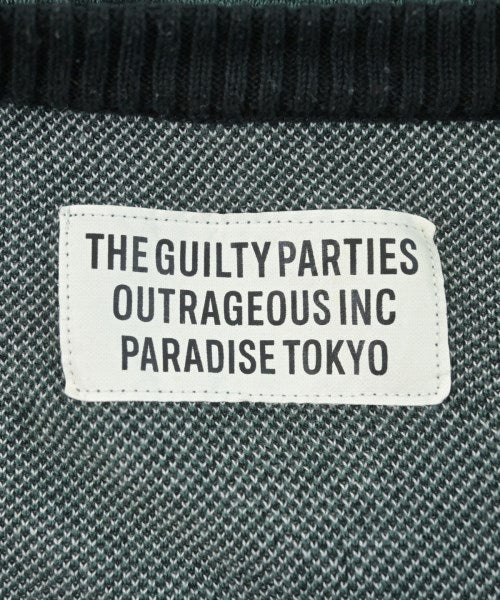 THE GUILTY PARTIES
OUTRAGEOUS INC
PARADISE TOKYO